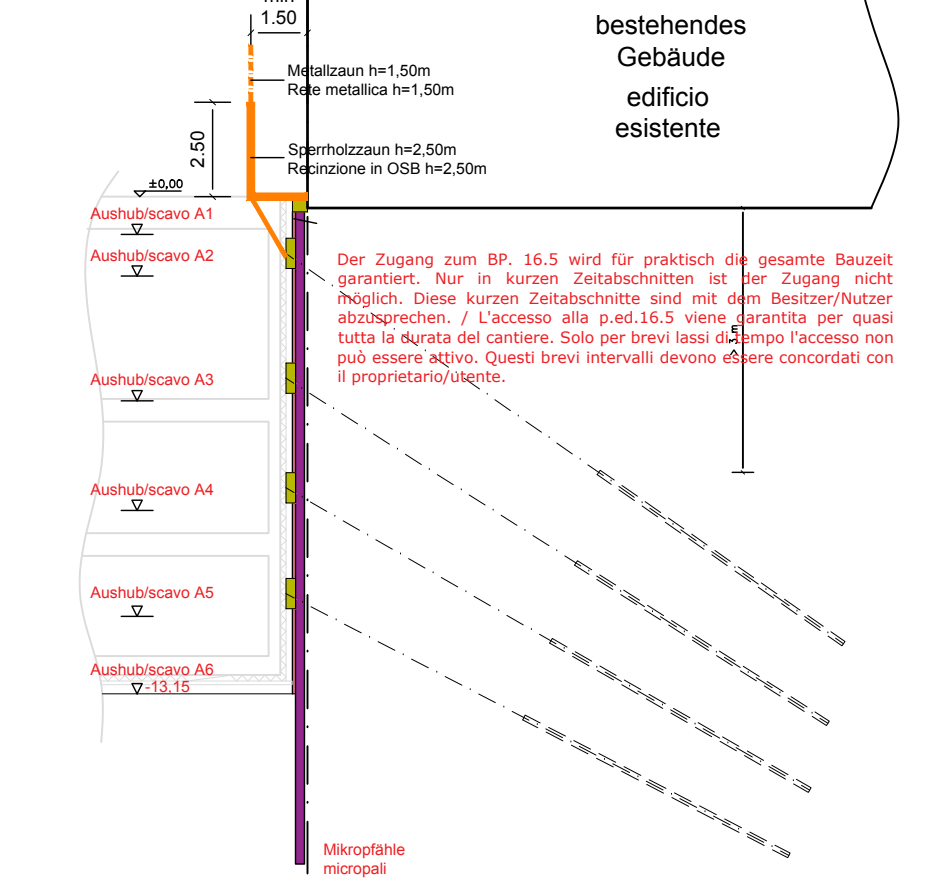 min
1.50
bestehendes
Gebäude
edificio
esistente
Metallzaun h=1,50m
Rete metallica h=1,50m
2.50
Sperrholzzaun h=2,50m
Recinzione in OSB h=2,50m
±0,00
Aushub/scavo A1
Aushub/scavo A2
Der Zugang zum BP. 16.5 wird für praktisch die gesamte Bauzeit
garantiert. Nur in kurzen Zeitabschnitten ist der Zugang nicht
möglich. Diese kurzen Zeitabschnitte sind mit dem Besitzer/Nutzer
abzusprechen. / L'accesso alla p.ed.16.5 viene garantita per quasi
tutta la durata del cantiere. Solo per brevi lassi di tempo l'accesso non
può essere attivo. Questi brevi intervalli devono essere concordati con
il proprietario/utente.
Aushub/scavo A3
Aushub/scavo A4
Aushub/scavo A5
Aushub/scavo A6
-13,15
Mikropfähle
micropali